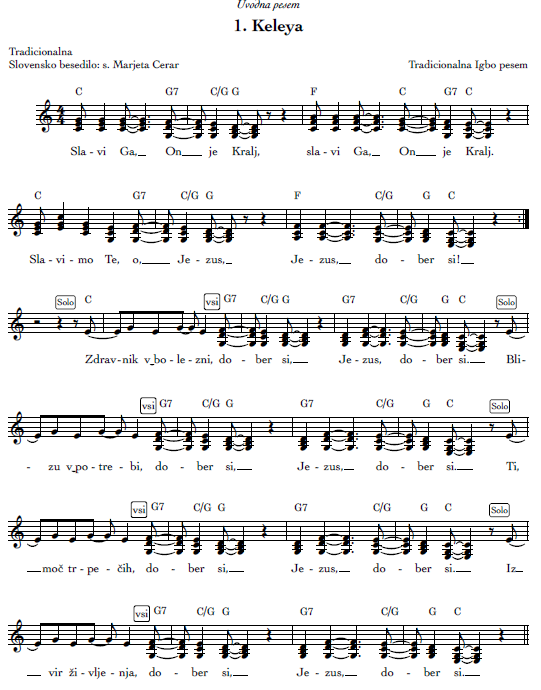 Uvodna pesem
1. Keleya
Tradicionalna
Slovensko besedilo: s. Marjeta Cerar
Tradicionalna Igbo pesem
C G7 C/G G F C G7 C
4 4
Sla - vi Ga, On je Kralj, sla - vi Ga, On je Kralj.
C G7 C/G G F C/G G C
Sla - vi - mo Te, o, Je - zus, Je - zus, do - ber si!
Solo C vsi G7 C/G G G7 C/G G C Solo
Zdrav - nik v bo - le - zni, do - ber si, Je - zus, do - ber si. Bli-
vsi G7 C/G G G7 C/G G C Solo
- zu v po - tre - bi, do - ber si, Je - zus, do - ber si. Ti,
vsi G7 C/G G G7 C/G G C Solo
moč tr - pe - čih, do - ber si, Je - zus, do - ber si. Iz
vsi G7 C/G G G7 C/G G C
vir ži - vlje - nja, do - ber si, Je - zus, do - ber si.